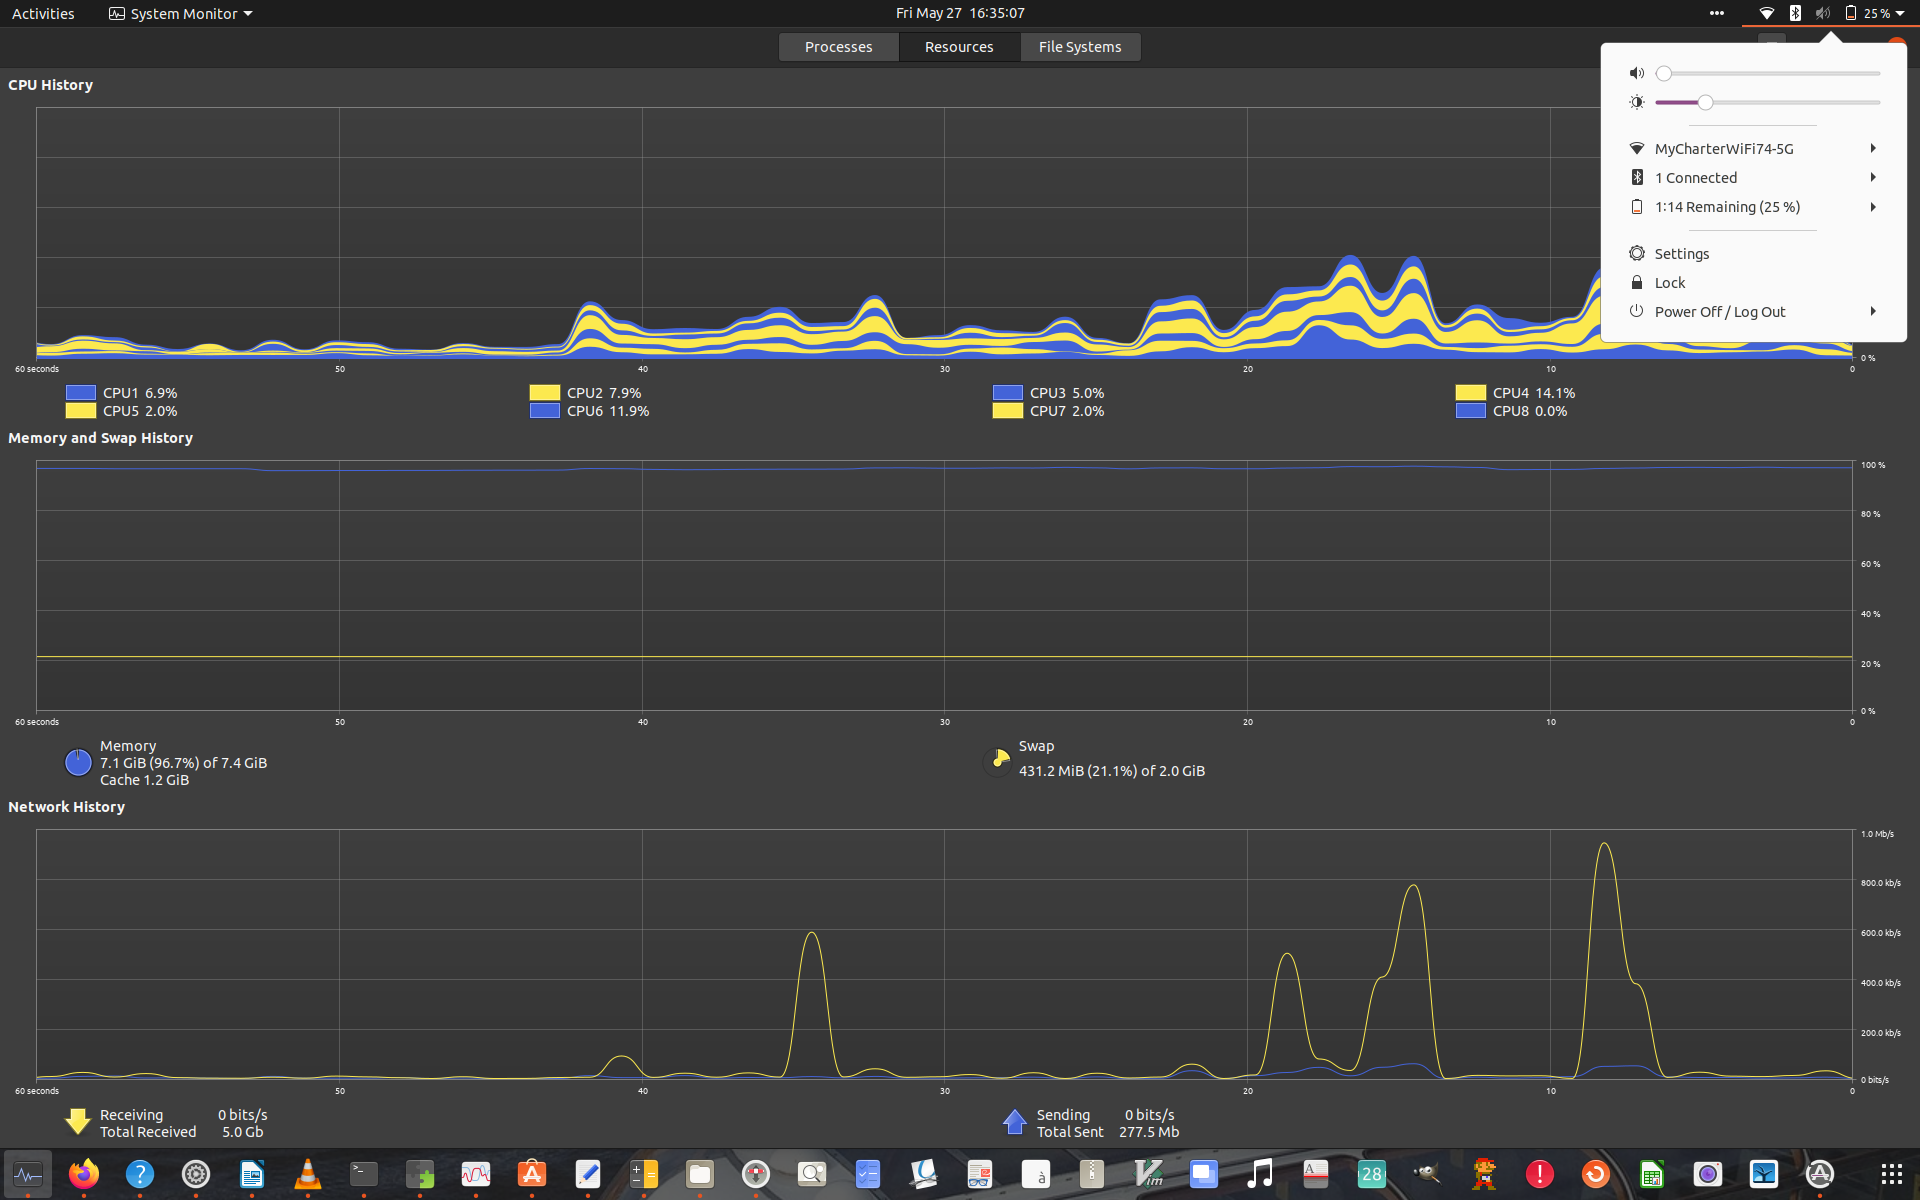 Activities
System Monitor
Fri May 27 16:35:07
25 %
Processes
Resources
File Systems
MyCharterWiFi74-5G
1 Connected
1:14 Remaining (25 %)
Settings
Lock
Power Off / Log Out
CPU History
0 %
60 seconds 50 40 30 20 10 0
CPU1 6.9% CPU2 7.9% CPU3 5.0% CPU4 14.1%
CPU5 2.0% CPU6 11.9% CPU7 2.0% CPU8 0.0%
Memory and Swap History
100 %
80 %
60 %
40 %
20 %
0 %
60 seconds 50 40 30 20 10 0
Memory
7.1 GiB (96.7%) of 7.4 GiB
Cache 1.2 GiB
Swap
431.2 MiB (21.1%) of 2.0 GiB
Network History
1.0 Mb/s
800.0 kb/s
600.0 kb/s
400.0 kb/s
200.0 kb/s
0 bits/s
60 seconds 50 40 30 20 10 0
Receiving 0 bits/s
Total Received 5.0 Gb
Sending 0 bits/s
Total Sent 277.5 Mb
à
Vim
A
28